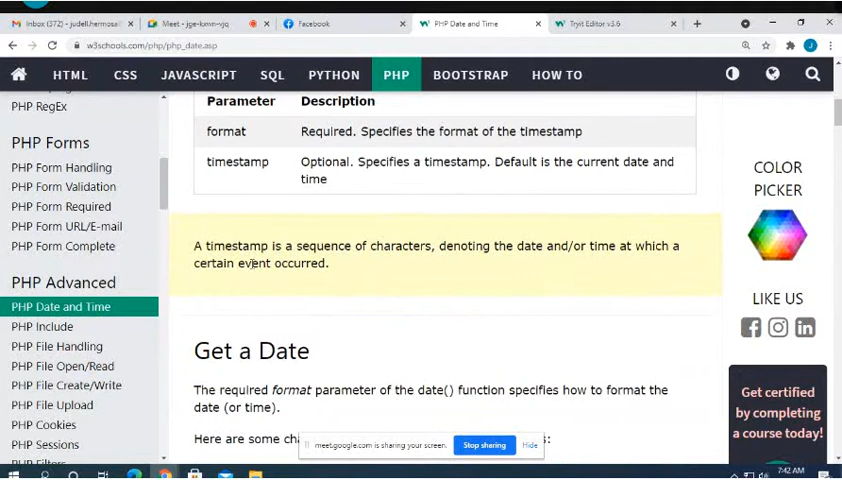 Inbox (372) - judell.hermosa
Meet - jge-kxmn-vjq
Facebook
PHP Date and Time
Tryit Editor v3.6
w3schools.com/php/php_date.asp
HTML CSS JAVASCRIPT SQL PYTHON PHP BOOTSTRAP HOW TO
PHP RegEx
PHP Forms
PHP Form Handling
PHP Form Validation
PHP Form Required
PHP Form URL/E-mail
PHP Form Complete
PHP Advanced
PHP Date and Time
PHP Include
PHP File Handling
PHP File Open/Read
PHP File Create/Write
PHP File Upload
PHP Cookies
PHP Sessions
Parameter Description
format Required. Specifies the format of the timestamp
timestamp Optional. Specifies a timestamp. Default is the current date and
time
A timestamp is a sequence of characters, denoting the date and/or time at which a
certain event occurred.
Get a Date
The required format parameter of the date() function specifies how to format the
date (or time).
Here are some cha
s:
meet.google.com is sharing your screen. Stop sharing Hide
COLOR
PICKER
LIKE US
Get certified
by completing
a course today!
7:42 AM